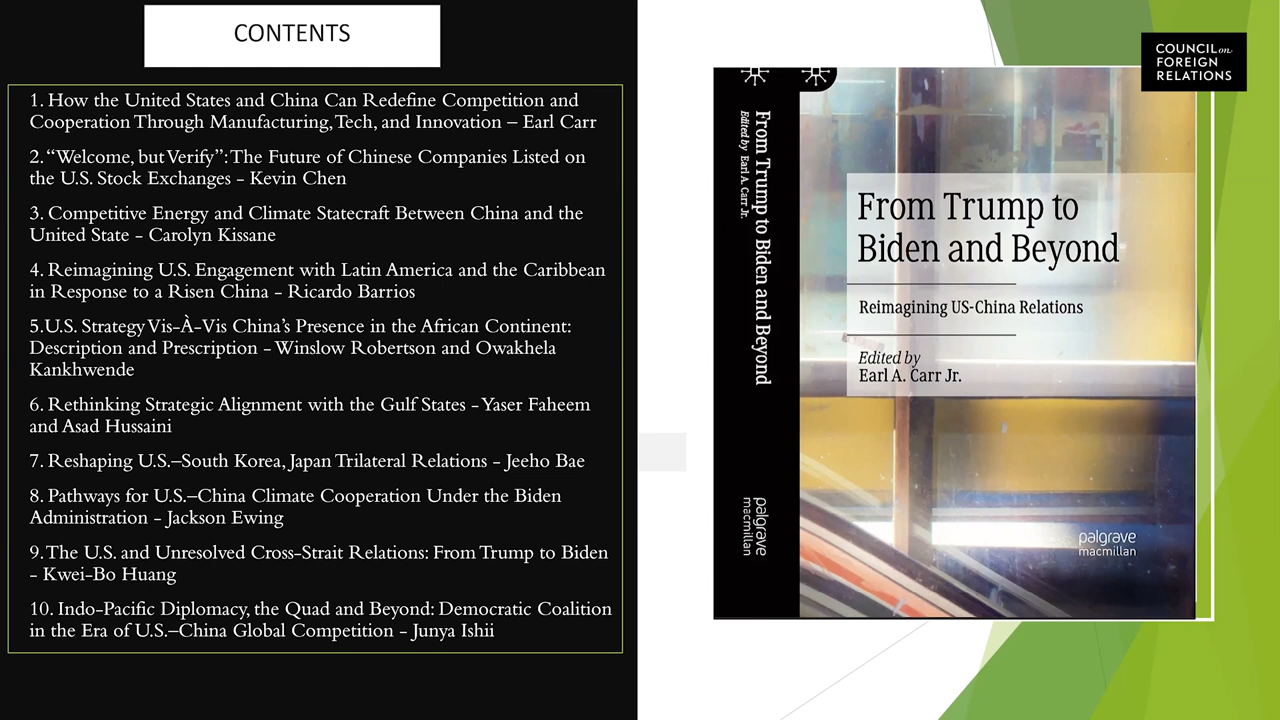 CONTENTS
1. How the United States and China Can Redefine Competition and
Cooperation Through Manufacturing, Tech, and Innovation – Earl Carr
2. “Welcome, but Verify”: The Future of Chinese Companies Listed on
the U.S. Stock Exchanges - Kevin Chen
3. Competitive Energy and Climate Statecraft Between China and the
United State - Carolyn Kissane
4. Reimagining U.S. Engagement with Latin America and the Caribbean
in Response to a Risen China - Ricardo Barrios
5.U.S. Strategy Vis-À-Vis China’s Presence in the African Continent:
Description and Prescription - Winslow Robertson and Owakhela
Kankhwende
6. Rethinking Strategic Alignment with the Gulf States - Yaser Faheem
and Asad Hussaini
7. Reshaping U.S.–South Korea, Japan Trilateral Relations - Jeeho Bae
8. Pathways for U.S.–China Climate Cooperation Under the Biden
Administration - Jackson Ewing
9. The U.S. and Unresolved Cross-Strait Relations: From Trump to Biden
- Kwei-Bo Huang
10. Indo-Pacific Diplomacy, the Quad and Beyond: Democratic Coalition
in the Era of U.S.–China Global Competition - Junya Ishii
From Trump to Biden and Beyond
Edited by Earl A. Carr Jr.
palgrave
macmillan
From Trump to
Biden and Beyond
Reimagining US-China Relations
Edited by
Earl A. Carr Jr.
palgrave
macmillan
COUNCIL on
FOREIGN
RELATIONS